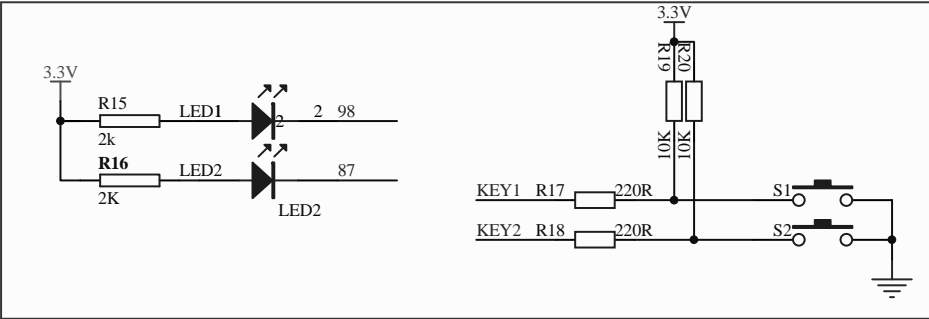 3.3V
R15
LED1
2
2 98
2k
R16
LED2
87
2K
LED2
3.3V
R19
R20
10K
10K
KEY1 R17 220R S1
KEY2 R18 220R S2